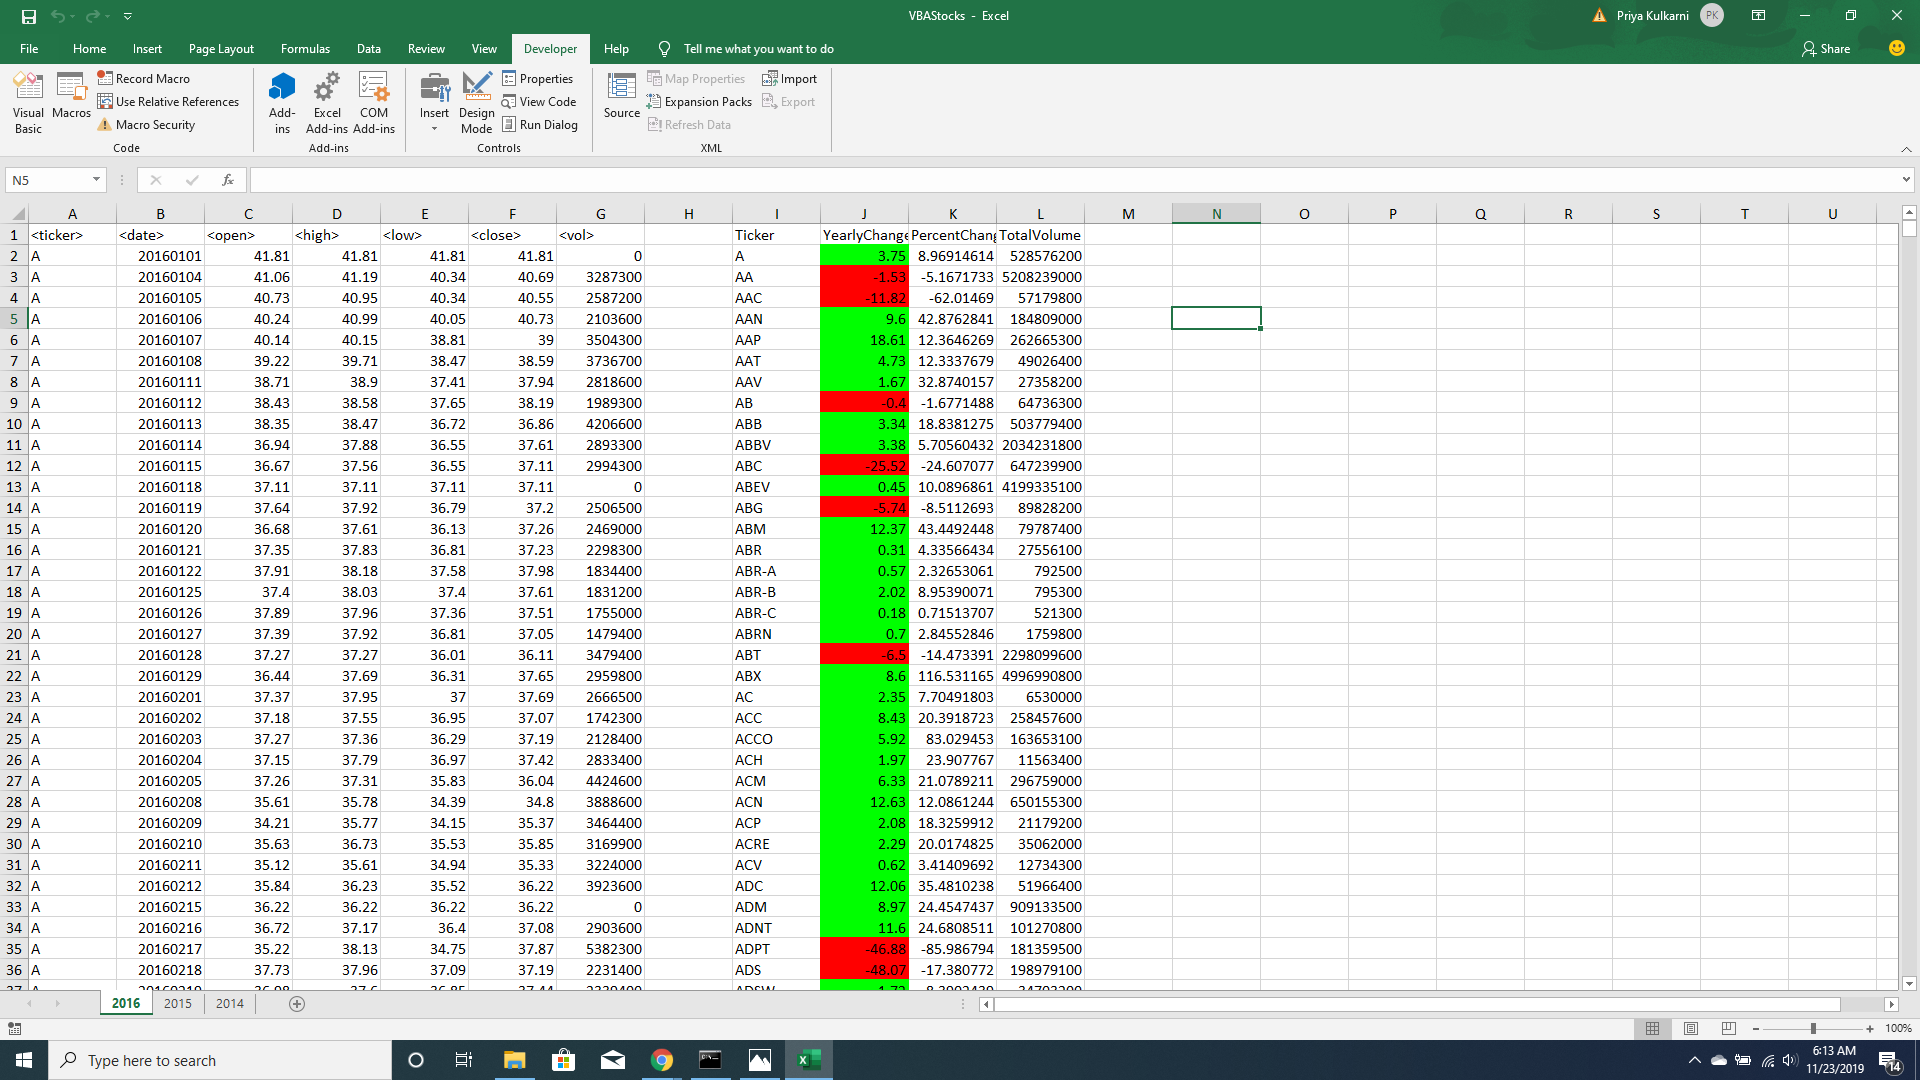 VBAStocks - Excel
Priya Kulkarni PK
File Home Insert Page Layout Formulas Data Review View Developer Help Tell me what you want to do Share
Visual Basic
Macros
Record Macro
Use Relative References
Macro Security
Code
Add-ins
Excel Add-ins
COM Add-ins
Add-ins
Insert
Design Mode
Properties
View Code
Run Dialog
Controls
Source
Map Properties
Expansion Packs
Refresh Data
Import
Export
XML
N5 fx
A B C D E F G H I J K L M N O P Q R S T U
1 <ticker> <date> <open> <high> <low> <close> <vol> Ticker YearlyChange PercentChang TotalVolume
2 A 20160101 41.81 41.81 41.81 41.81 0 A 3.75 8.96914614 528576200
3 A 20160104 41.06 41.19 40.34 40.69 3287300 AA -1.53 -5.1671733 5208239000
4 A 20160105 40.73 40.95 40.34 40.55 2587200 AAC -11.82 -62.01469 57179800
5 A 20160106 40.24 40.99 40.05 40.73 2103600 AAN 9.6 42.8762841 184809000
6 A 20160107 40.14 40.15 38.81 39 3504300 AAP 18.61 12.3646269 262665300
7 A 20160108 39.22 39.71 38.47 38.59 3736700 AAT 4.73 12.3337679 49026400
8 A 20160111 38.71 38.9 37.41 37.94 2818600 AAV 1.67 32.8740157 27358200
9 A 20160112 38.43 38.58 37.65 38.19 1989300 AB -0.4 -1.6771488 64736300
10 A 20160113 38.35 38.47 36.72 36.86 4206600 ABB 3.34 18.8381275 503779400
11 A 20160114 36.94 37.88 36.55 37.61 2893300 ABBV 3.38 5.70560432 2034231800
12 A 20160115 36.67 37.56 36.55 37.11 2994300 ABC -25.52 -24.607077 647239900
13 A 20160118 37.11 37.11 37.11 37.11 0 ABEV 0.45 10.0896861 4199335100
14 A 20160119 37.64 37.92 36.79 37.2 2506500 ABG -5.74 -8.5112693 89828200
15 A 20160120 36.68 37.61 36.13 37.26 2469000 ABM 12.37 43.4492448 79787400
16 A 20160121 37.35 37.83 36.81 37.23 2298300 ABR 0.31 4.33566434 27556100
17 A 20160122 37.91 38.18 37.58 37.98 1834400 ABR-A 0.57 2.32653061 792500
18 A 20160125 37.4 38.03 37.4 37.61 1831200 ABR-B 2.02 8.95390071 795300
19 A 20160126 37.89 37.96 37.36 37.51 1755000 ABR-C 0.18 0.71513707 521300
20 A 20160127 37.39 37.92 36.81 37.05 1479400 ABRN 0.7 2.84552846 1759800
21 A 20160128 37.27 37.27 36.01 36.11 3479400 ABT -6.5 -14.473391 2298099600
22 A 20160129 36.44 37.69 36.31 37.65 2959800 ABX 8.6 116.531165 4996990800
23 A 20160201 37.37 37.95 37 37.69 2666500 AC 2.35 7.70491803 6530000
24 A 20160202 37.18 37.55 36.95 37.07 1742300 ACC 8.43 20.3918723 258457600
25 A 20160203 37.27 37.36 36.29 37.19 2128400 ACCO 5.92 83.029453 163653100
26 A 20160204 37.15 37.79 36.97 37.42 2833400 ACH 1.97 23.907767 11563400
27 A 20160205 37.26 37.31 35.83 36.04 4424600 ACM 6.33 21.0789211 296759000
28 A 20160208 35.61 35.78 34.39 34.8 3888600 ACN 12.63 12.0861244 650155300
29 A 20160209 34.21 35.77 34.15 35.37 3464400 ACP 2.08 18.3259912 21179200
30 A 20160210 35.63 36.73 35.53 35.85 3169900 ACRE 2.29 20.0174825 35062000
31 A 20160211 35.12 35.61 34.94 35.33 3224000 ACV 0.62 3.41409692 12734300
32 A 20160212 35.84 36.23 35.52 36.22 3923600 ADC 12.06 35.4810238 51966400
33 A 20160215 36.22 36.22 36.22 36.22 0 ADM 8.97 24.4547437 909133500
34 A 20160216 36.72 37.17 36.4 37.08 2903600 ADNT 11.6 24.6808511 101270800
35 A 20160217 35.22 38.13 34.75 37.87 5382300 ADPT -46.88 -85.986794 181359500
36 A 20160218 37.73 37.96 37.09 37.19 2231400 ADS -48.07 -17.380772 198979100
2016 2015 2014
100%
Type here to search
6:13 AM
11/23/2019
14